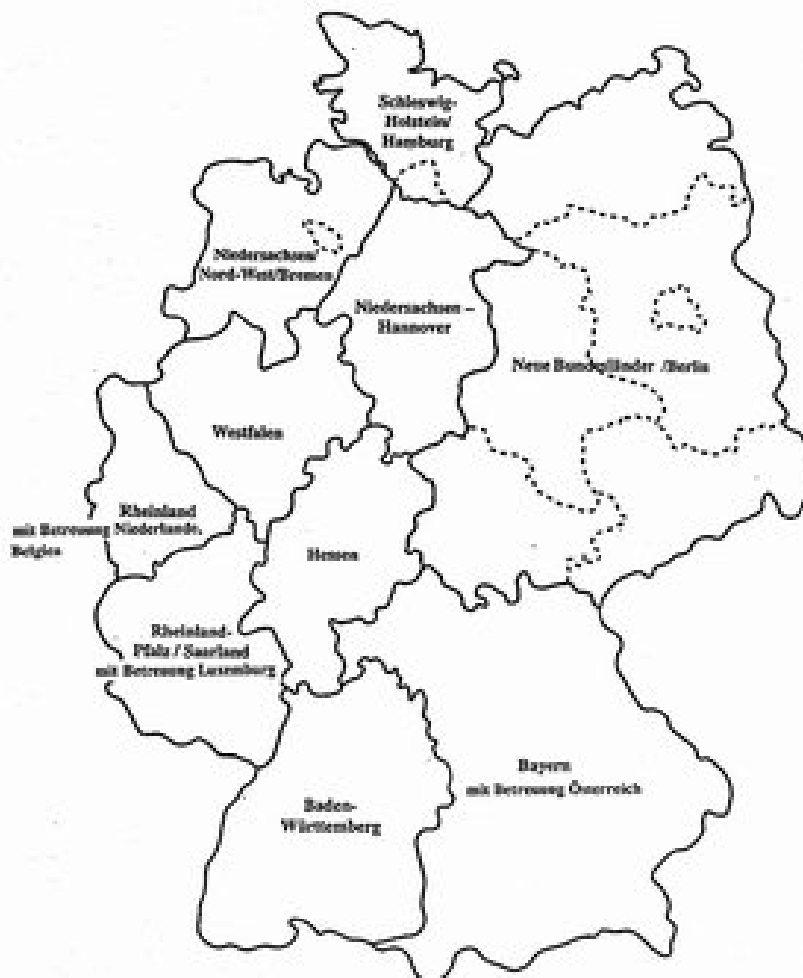 Schleswig-
Holstein/
Hamburg
Niedersachsen/
Nord-West/Bremen
Niedersachsen –
Hannover
Neue Bundesländer /Berlin
Westfalen
Rheinland
mit Betreuung Niederlande,
Belgien
Hessen
Rheinland-
Pfalz / Saarland
mit Betreuung Luxemburg
Bayern
mit Betreuung Österreich
Baden-
Württemberg